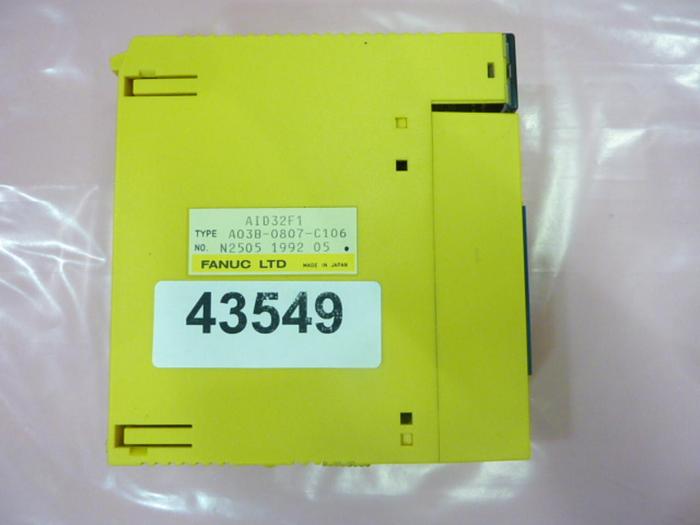 AID32F1
TYPE A03B-0807-C106
NO. N2505 1992 05
FANUC LTD MADE IN JAPAN
43549